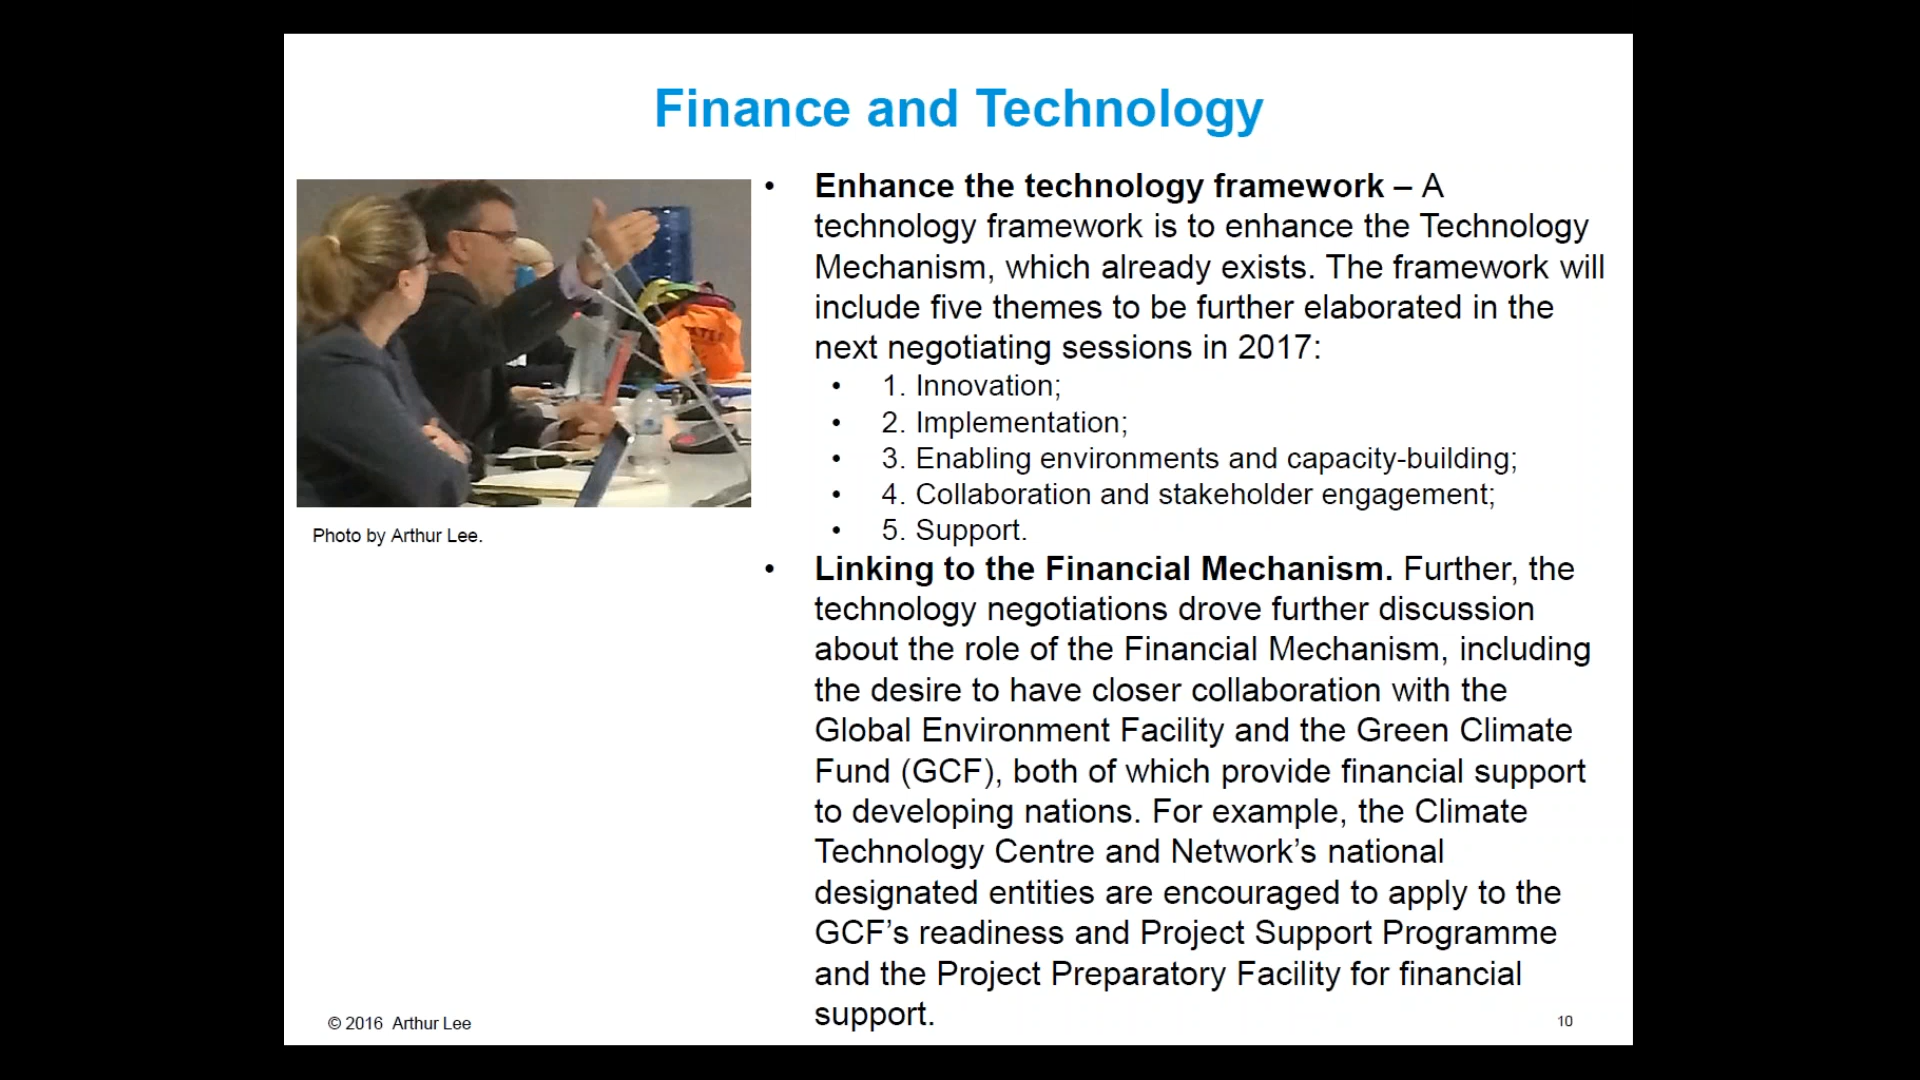 Finance and Technology
• Enhance the technology framework – A
technology framework is to enhance the Technology
Mechanism, which already exists. The framework will
include five themes to be further elaborated in the
next negotiating sessions in 2017:
• 1. Innovation;
• 2. Implementation;
• 3. Enabling environments and capacity-building;
• 4. Collaboration and stakeholder engagement;
• 5. Support.
Photo by Arthur Lee.
• Linking to the Financial Mechanism. Further, the
technology negotiations drove further discussion
about the role of the Financial Mechanism, including
the desire to have closer collaboration with the
Global Environment Facility and the Green Climate
Fund (GCF), both of which provide financial support
to developing nations. For example, the Climate
Technology Centre and Network’s national
designated entities are encouraged to apply to the
GCF’s readiness and Project Support Programme
and the Project Preparatory Facility for financial
support.
© 2016 Arthur Lee
10